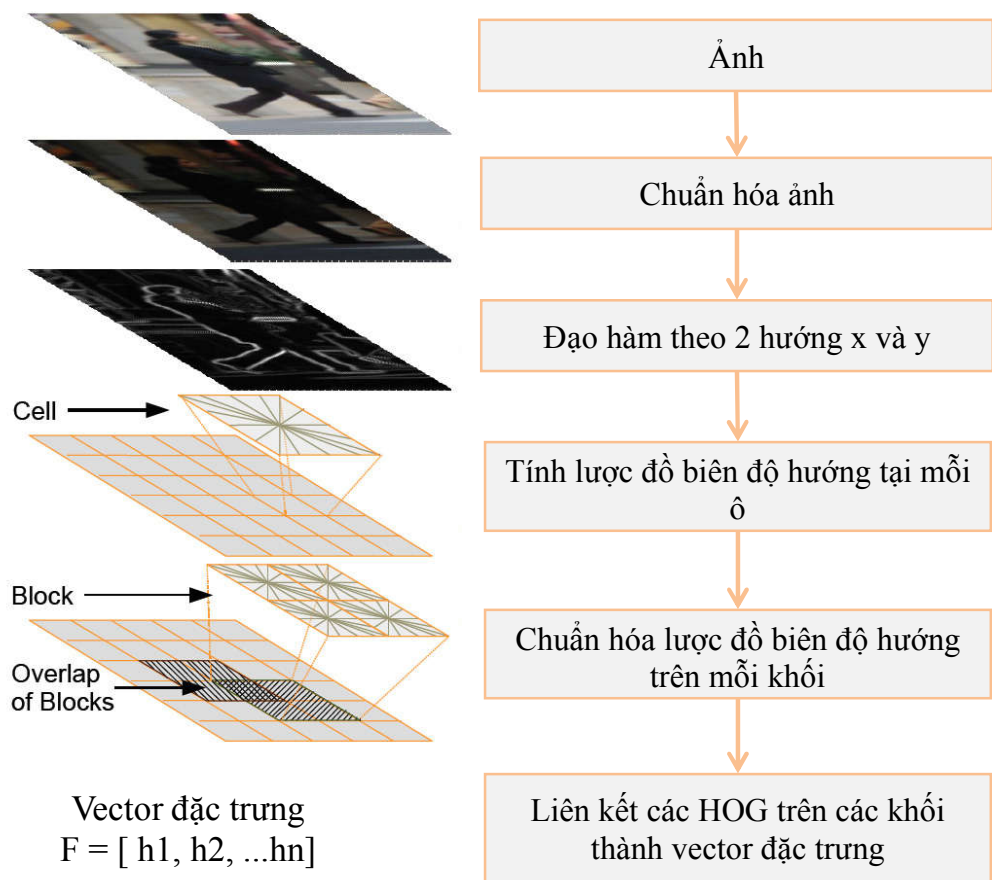 Ảnh
Chuẩn hóa ảnh
Đạo hàm theo 2 hướng x và y
Cell
Tính lược đồ biên độ hướng tại mỗi
ô
Block
Chuẩn hóa lược đồ biên độ hướng
trên mỗi khối
Overlap
of Blocks
Vector đặc trưng
F = [ h1, h2, ...hn]
Liên kết các HOG trên các khối
thành vector đặc trưng